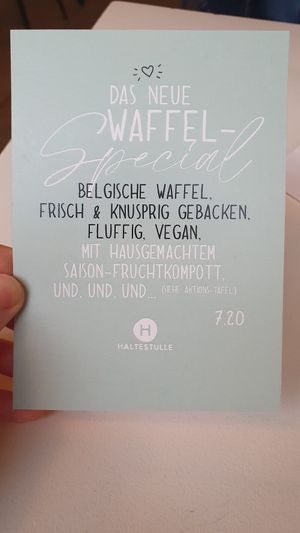 DAS NEUE
WAFFEL-
Special
BELGISCHE WAFFEL,
FRISCH & KNUSPRIG GEBACKEN,
FLUFFIG, VEGAN,
MIT HAUSGEMACHTEM
SAISON-FRUCHTKOMPOTT,
UND, UND, UND... (SIEHE AKTIONS-TAFEL)
7.20
H
HALTESTULLE